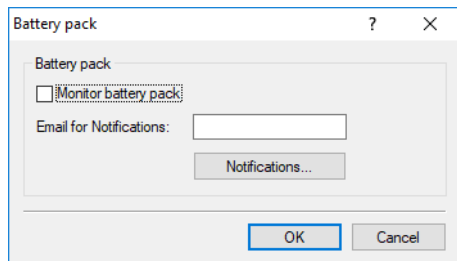 Battery pack ?
Battery pack
Monitor battery pack
Email for Notifications:
Notifications...
OK Cancel